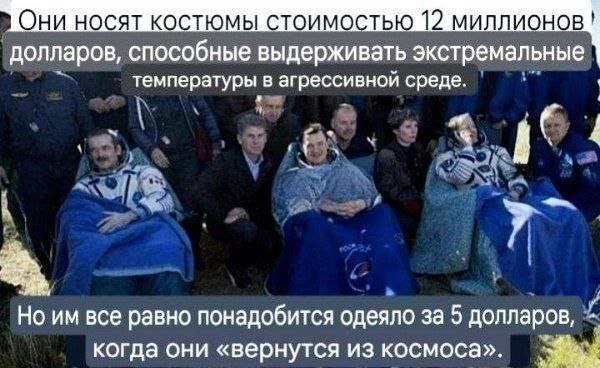 Они носят костюмы стоимостью 12 миллионов
долларов, способные выдерживать экстремальные
температуры в агрессивной среде.
Но им все равно понадобится одеяло за 5 долларов,
когда они «вернутся из космоса».